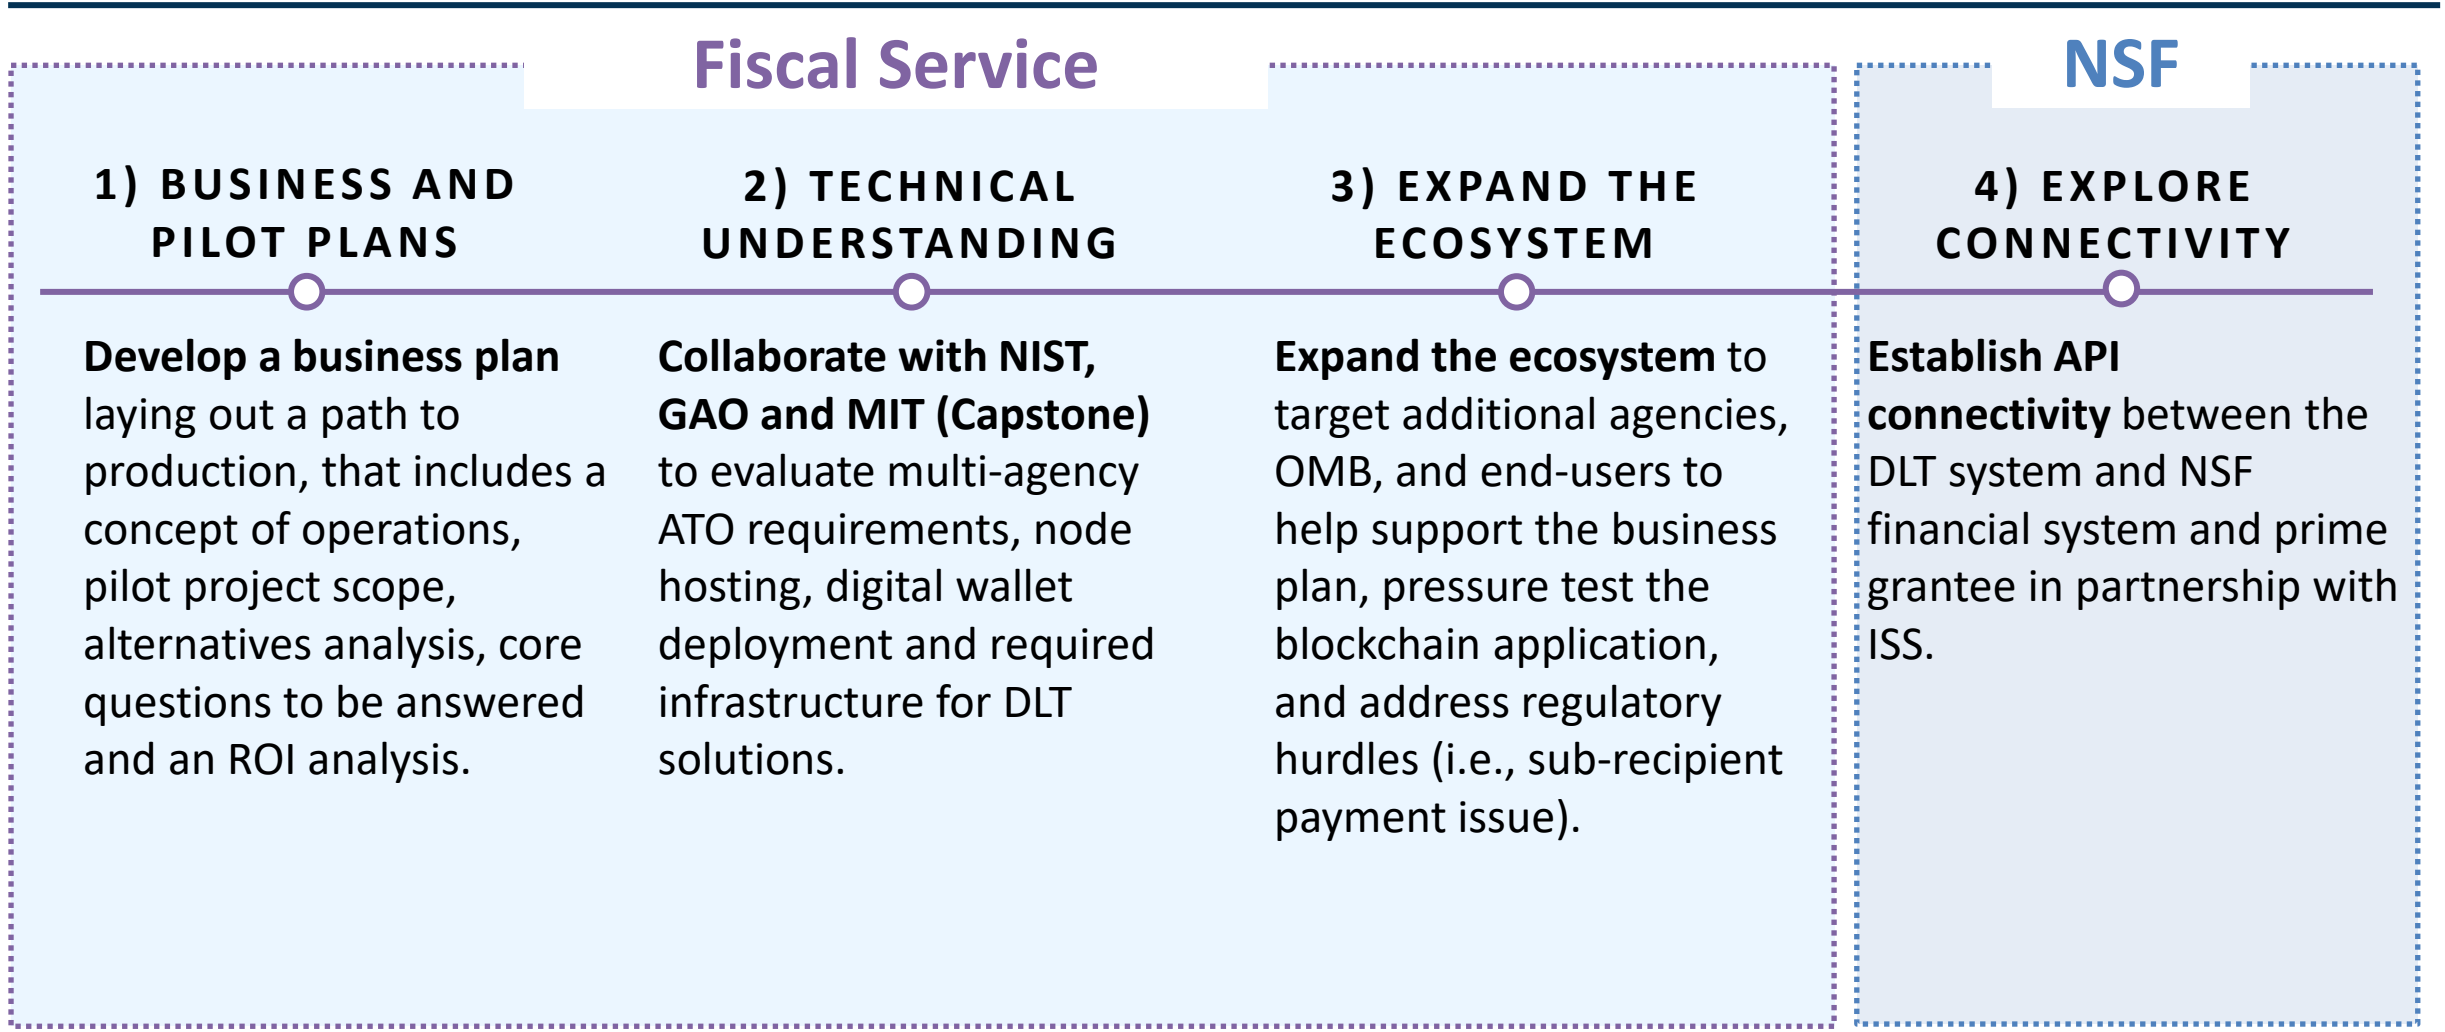 Fiscal Service
NSF
1) BUSINESS AND
PILOT PLANS
Develop a business plan
laying out a path to
production, that includes a
concept of operations,
pilot project scope,
alternatives analysis, core
questions to be answered
and an ROI analysis.
2) TECHNICAL
UNDERSTANDING
Collaborate with NIST,
GAO and MIT (Capstone)
to evaluate multi-agency
ATO requirements, node
hosting, digital wallet
deployment and required
infrastructure for DLT
solutions.
3) EXPAND THE
ECOSYSTEM
Expand the ecosystem to
target additional agencies,
OMB, and end-users to
help support the business
plan, pressure test the
blockchain application,
and address regulatory
hurdles (i.e., sub-recipient
payment issue).
4) EXPLORE
CONNECTIVITY
Establish API
connectivity between the
DLT system and NSF
financial system and prime
grantee in partnership with
ISS.